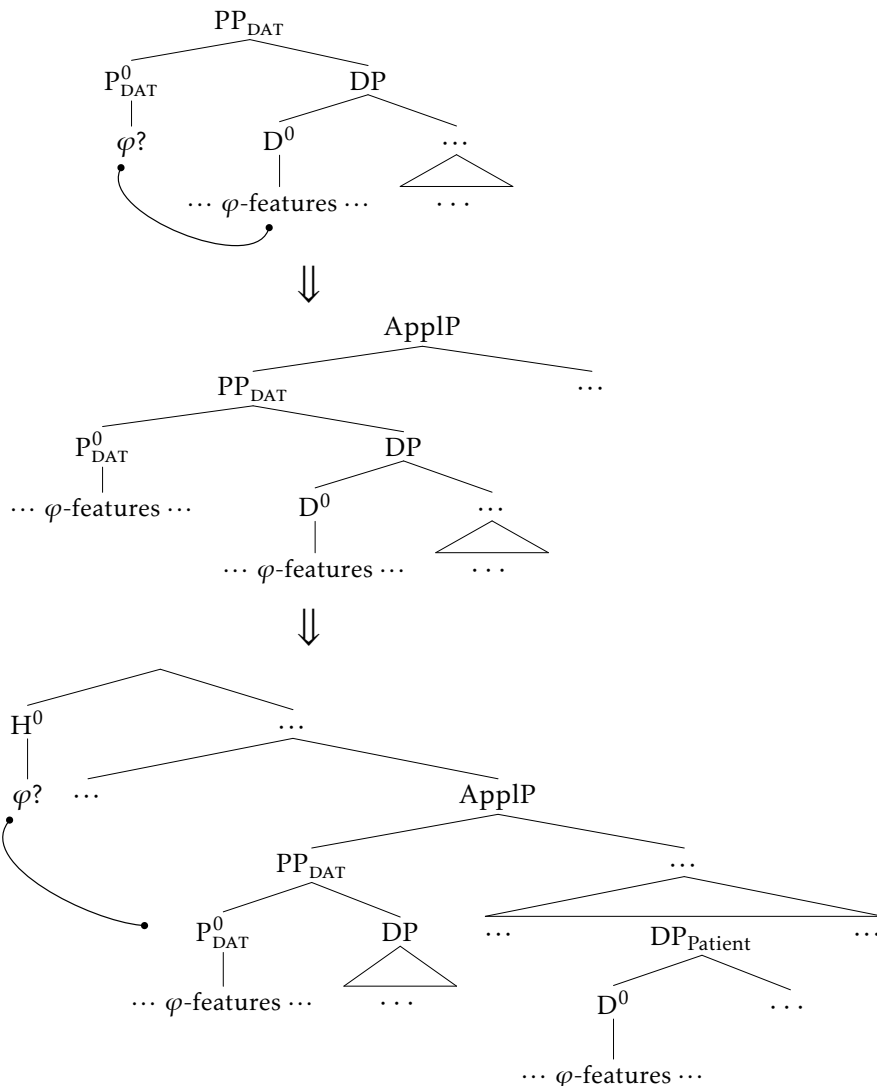 PP_DAT
P⁰_DAT DP
φ? D⁰ ...
... φ-features ... ...
⇓
ApplP
PP_DAT ...
P⁰_DAT DP
... φ-features ... D⁰ ...
... φ-features ... ...
⇓
H⁰ ...
φ? ... ApplP
PP_DAT ...
P⁰_DAT DP ... DP_Patient ...
... φ-features ... ... D⁰ ...
... φ-features ...